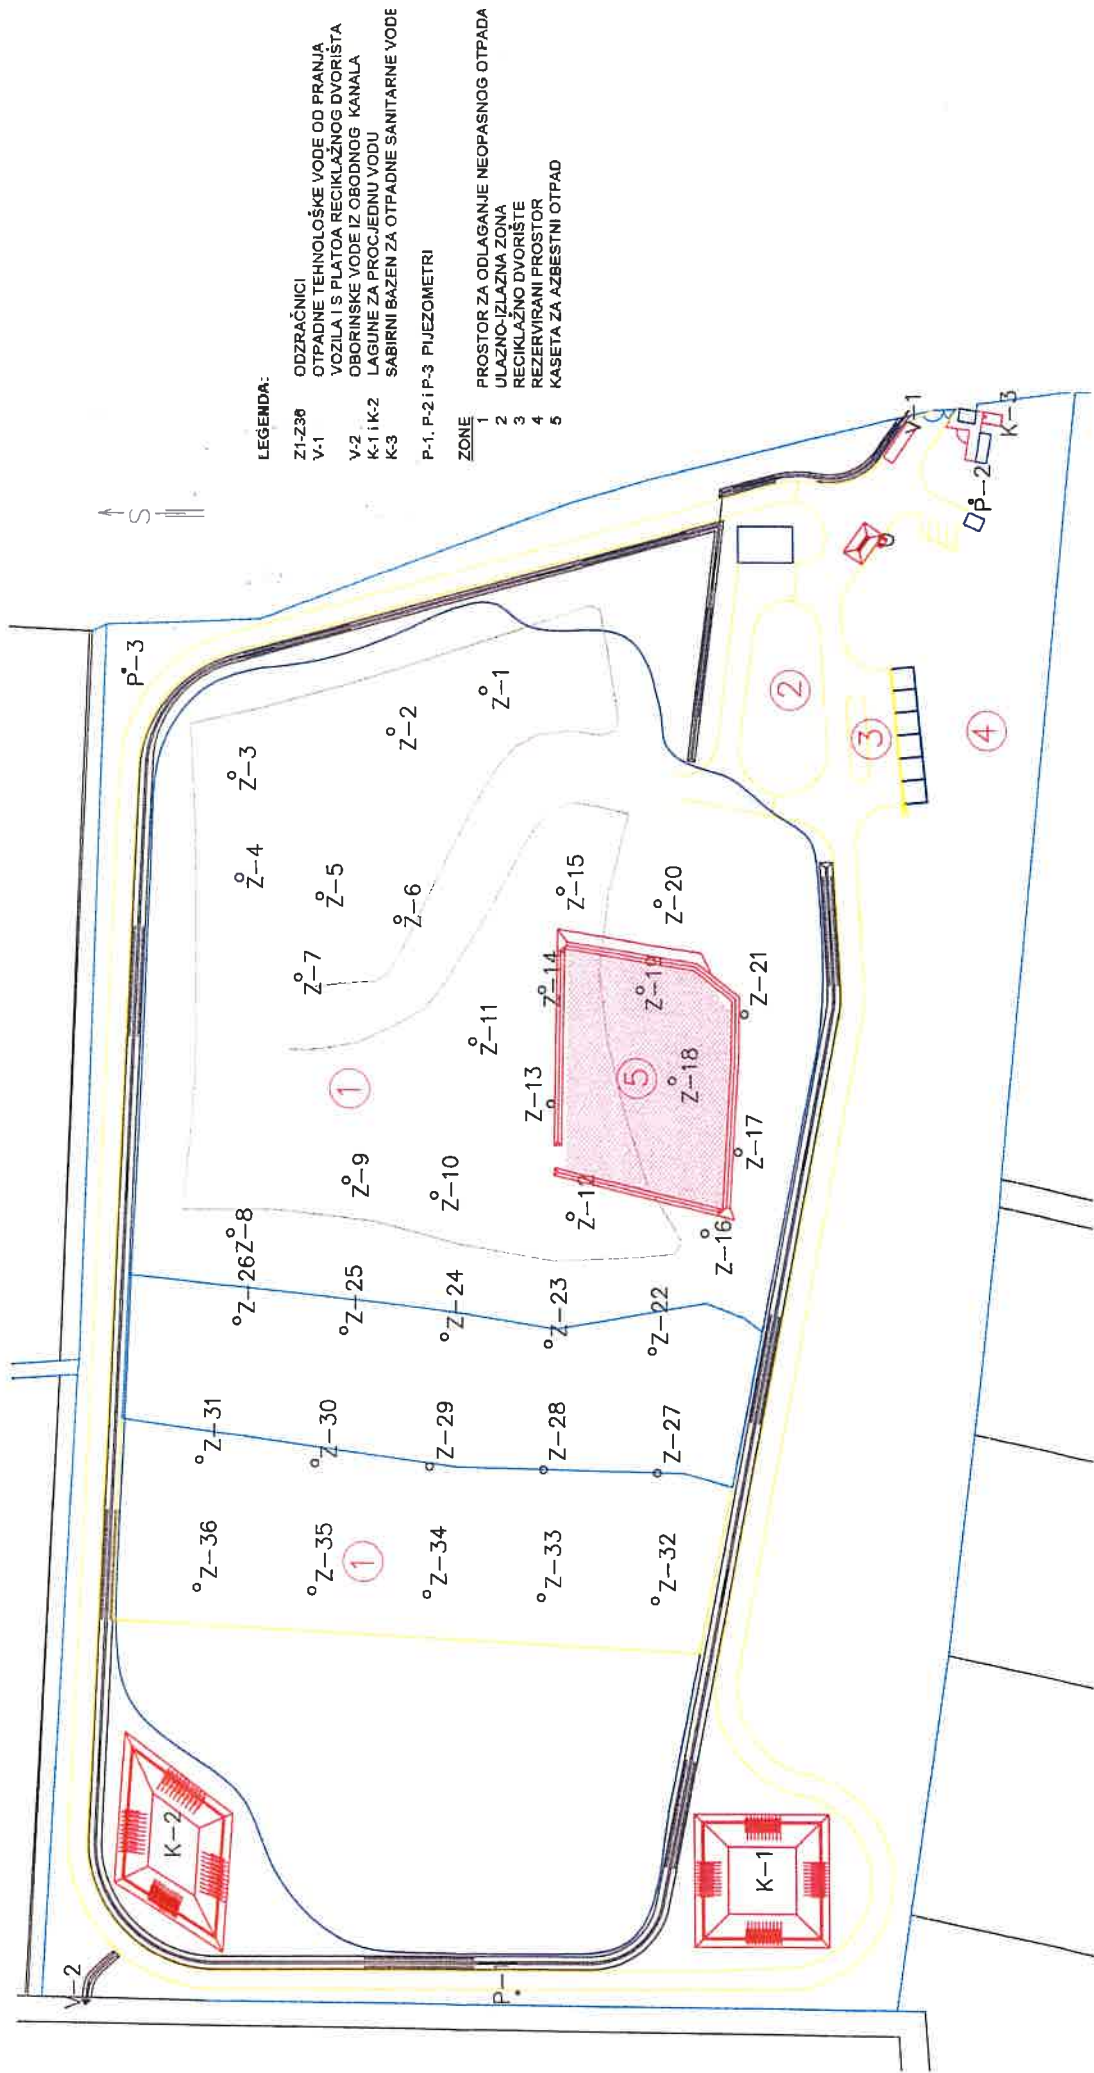 LEGENDA:
Z1-Z36 ODZRAČNICI
V-1 OTPADNE TEHNOLOŠKE VODE OD PRANJA
VOZILA I S PLATOA RECIKLAŽNOG DVORIŠTA
V-2 OBORINSKE VODE IZ OBODNOG KANALA
K-1 i K-2 LAGUNE ZA PROCJEDNU VODU
K-3 SABIRNI BAZEN ZA OTPADNE SANITARNE VODE
P-1, P-2 i P-3 PIJEZOMETRI
ZONE
1 PROSTOR ZA ODLAGANJE NEOPASNOG OTPADA
2 ULAZNO-IZLAZNA ZONA
3 RECIKLAŽNO DVORIŠTE
4 REZERVIRANI PROSTOR
5 KASETA ZA AZBESTNI OTPAD
S
V-2
K-2
P-1
K-1
Z-36
Z-35
1
Z-34
Z-33
Z-32
Z-31
Z-30
Z-29
Z-28
Z-27
Z-26
Z-25
Z-24
Z-23
Z-22
Z-8
Z-9
Z-10
Z-12
Z-16
1
Z-11
Z-13
5
Z-18
Z-17
Z-7
Z-14
Z-19
Z-21
Z-4
Z-5
Z-6
Z-15
Z-20
Z-3
Z-2
Z-1
P-3
2
3
4
V-1
P-2
K-3